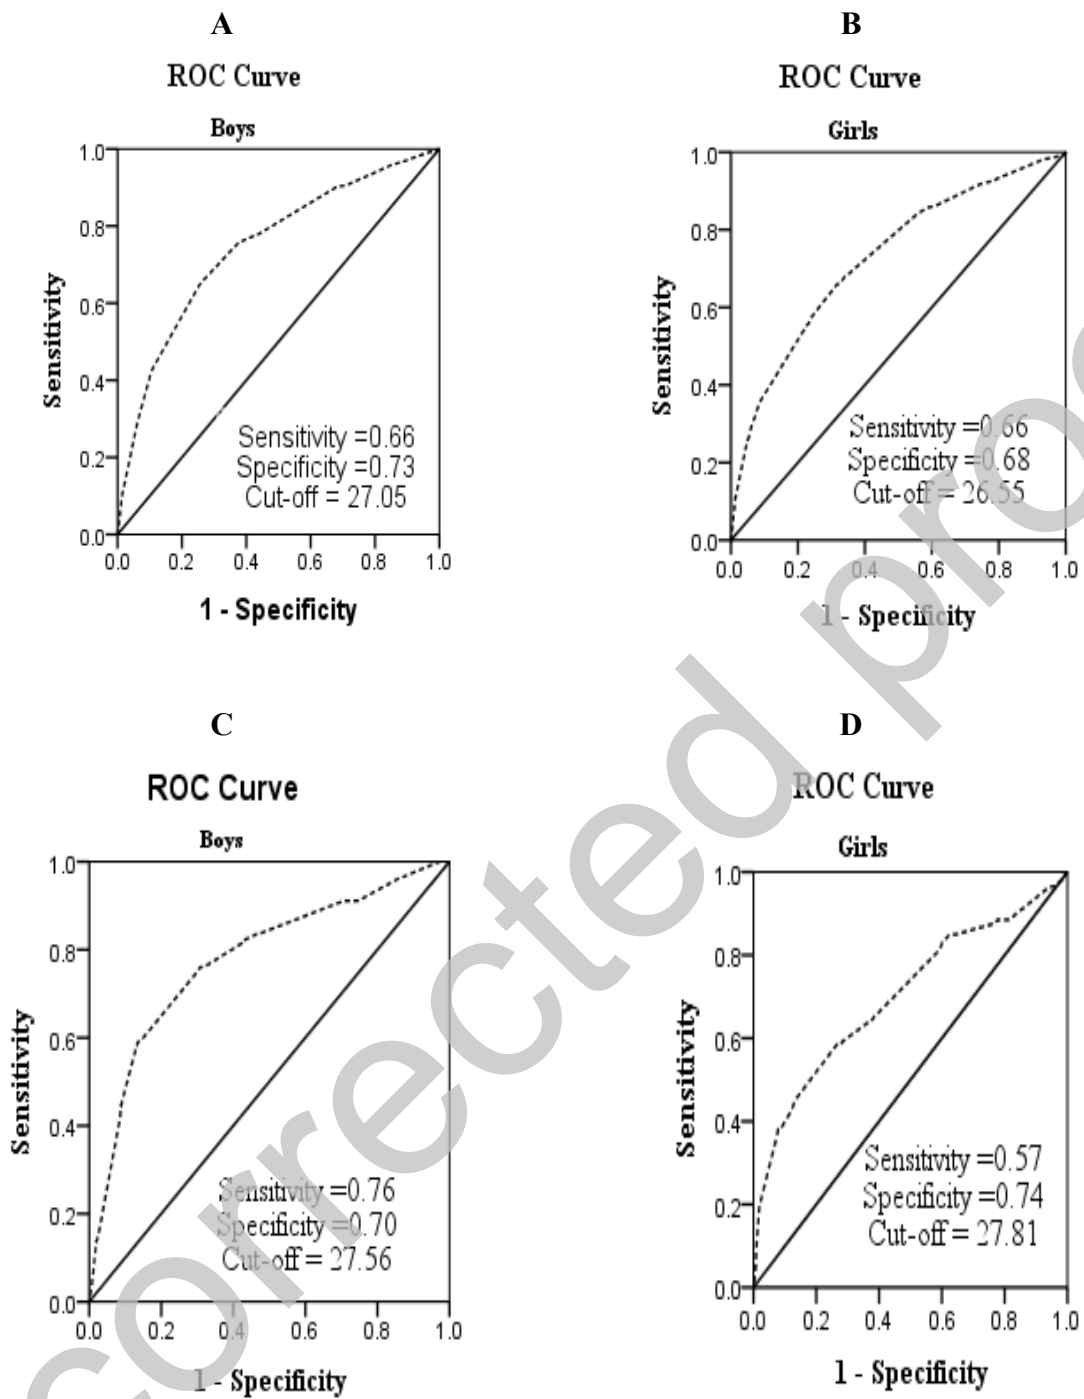 A
ROC Curve
Boys
1.0
0.8
0.6
0.4
0.2
0.0
Sensitivity
Sensitivity =0.66
Specificity =0.73
Cut-off = 27.05
0.0 0.2 0.4 0.6 0.8 1.0
1 - Specificity
B
ROC Curve
Girls
1.0
0.8
0.6
0.4
0.2
0.0
Sensitivity
Sensitivity =0.66
Specificity =0.68
Cut-off = 26.55
0.0 0.2 0.4 0.6 0.8 1.0
1 - Specificity
C
ROC Curve
Boys
1.0
0.8
0.6
0.4
0.2
0.0
Sensitivity
Sensitivity =0.76
Specificity =0.70
Cut-off = 27.56
0.0 0.2 0.4 0.6 0.8 1.0
1 - Specificity
D
ROC Curve
Girls
1.0
0.8
0.6
0.4
0.2
0.0
Sensitivity
Sensitivity =0.57
Specificity =0.74
Cut-off = 27.81
0.0 0.2 0.4 0.6 0.8 1.0
1 - Specificity
corrected pro